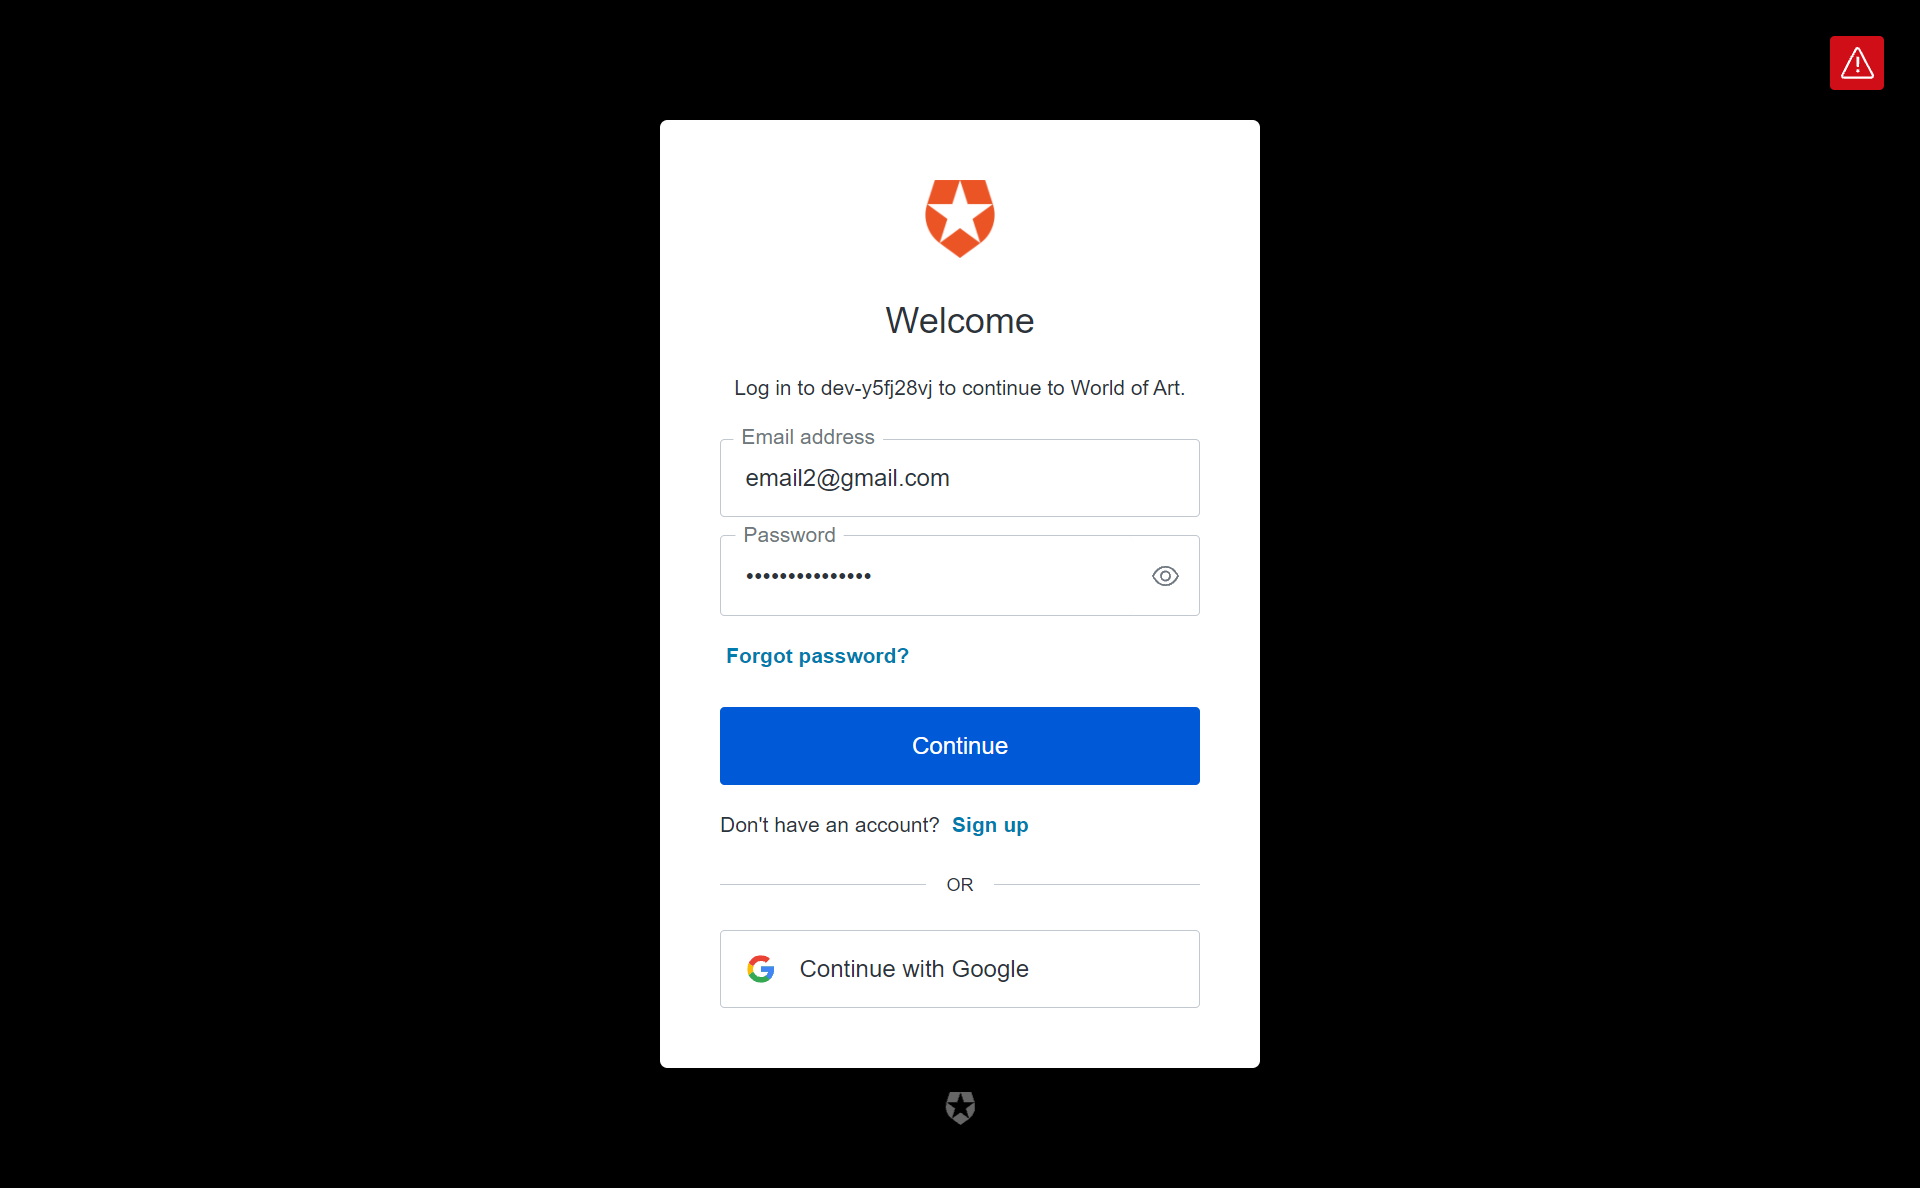 Welcome
Log in to dev-y5fj28vj to continue to World of Art.
Email address
email2@gmail.com
Password
•••••••••••••••
Forgot password?
Continue
Don't have an account? Sign up
OR
Continue with Google